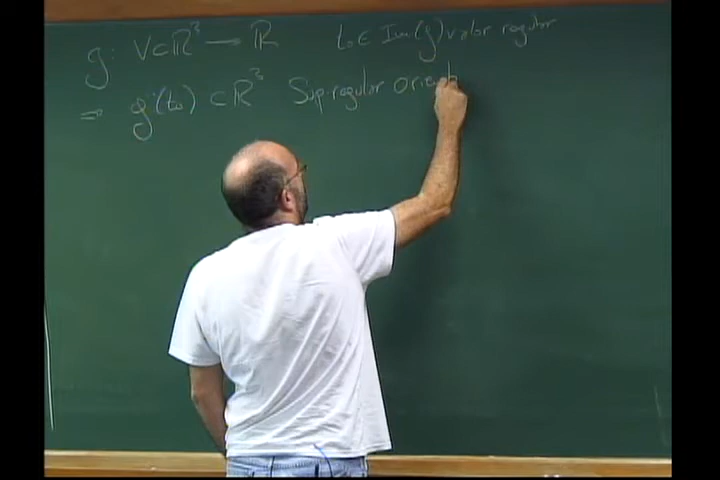 g: V⊂ℝ³ → ℝ t₀ ∈ Im(g) valor regular
⇒ g⁻¹(t₀) ⊂ ℝ³ Sup. regular orient